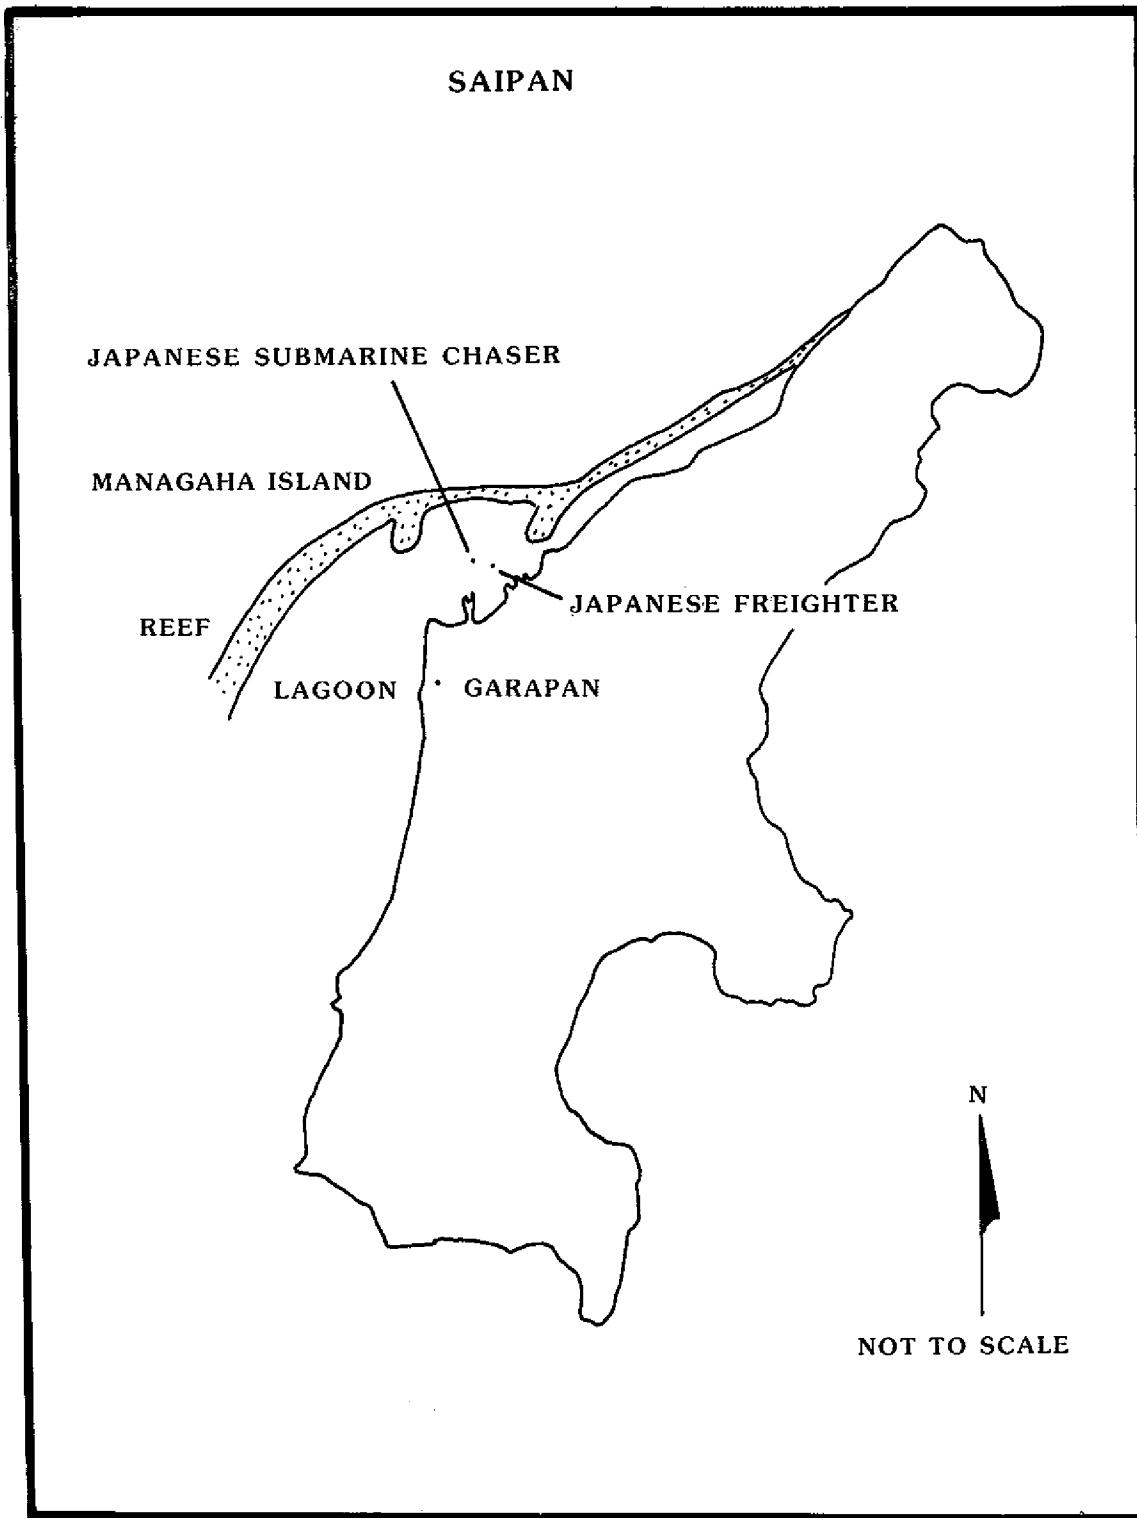 SAIPAN
JAPANESE SUBMARINE CHASER
MANAGAHA ISLAND
JAPANESE FREIGHTER
REEF
LAGOON
GARAPAN
N
NOT TO SCALE